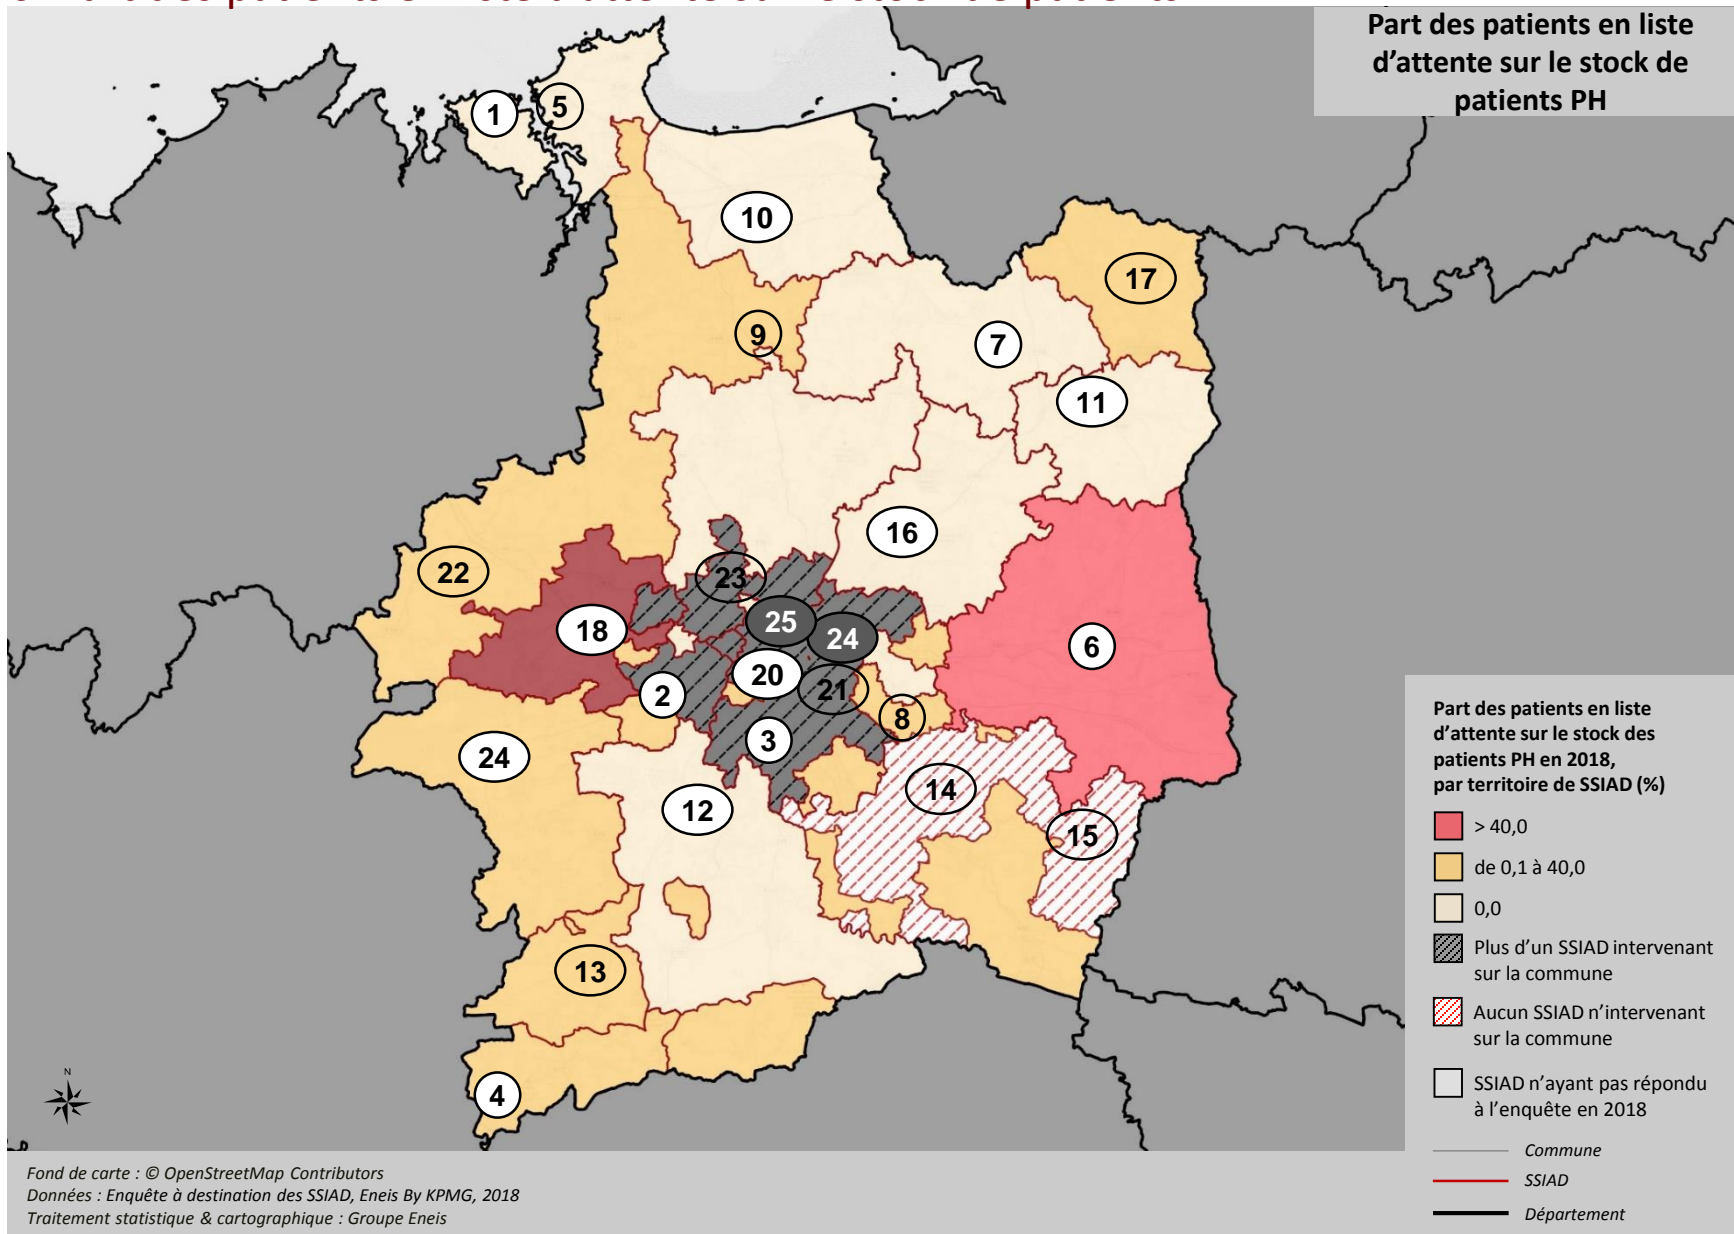 Part des patients en liste
d'attente sur le stock de
patients PH
1
5
10
17
9
7
11
16
22
23
18
25
24
6
20
2
21
8
3
24
14
12
15
13
4
N
Part des patients en liste
d'attente sur le stock des
patients PH en 2018,
par territoire de SSIAD (%)
> 40,0
de 0,1 à 40,0
0,0
Plus d'un SSIAD intervenant
sur la commune
Aucun SSIAD n'intervenant
sur la commune
SSIAD n'ayant pas répondu
à l'enquête en 2018
Commune
SSIAD
Département
Fond de carte : © OpenStreetMap Contributors
Données : Enquête à destination des SSIAD, Eneis By KPMG, 2018
Traitement statistique & cartographique : Groupe Eneis